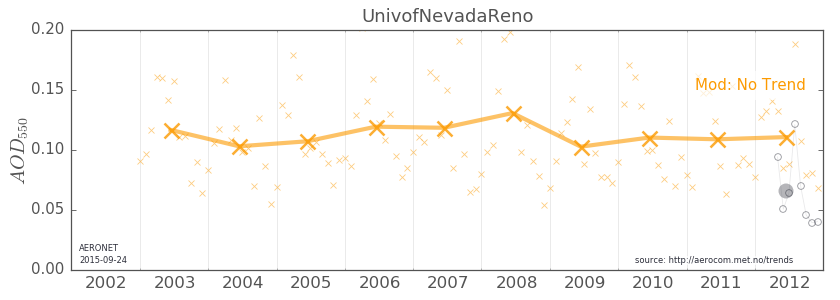 UnivofNevadaReno
0.20
0.15
0.10
0.05
0.00
AOD550
Mod: No Trend
AERONET
2015-09-24
source: http://aerocom.met.no/trends
2002 2003 2004 2005 2006 2007 2008 2009 2010 2011 2012